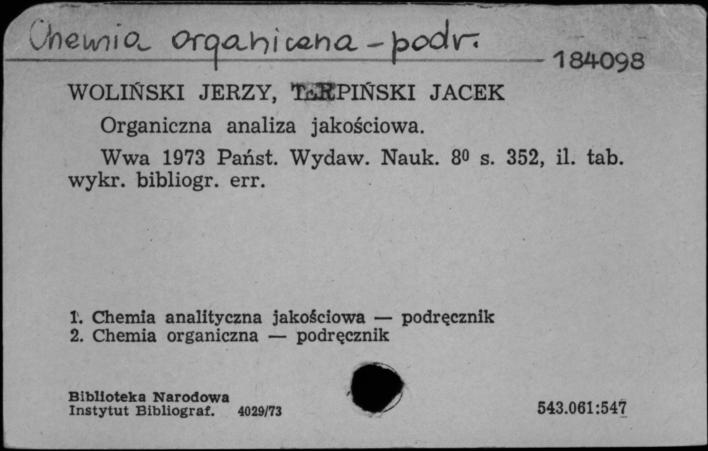 Chemia organiczna – podr.
184098
WOLIŃSKI JERZY, TERPIŃSKI JACEK
Organiczna analiza jakościowa.
Wwa 1973 Państ. Wydaw. Nauk. 8⁰ s. 352, il. tab.
wykr. bibliogr. err.
1. Chemia analityczna jakościowa — podręcznik
2. Chemia organiczna — podręcznik
Biblioteka Narodowa
Instytut Bibliograf. 4029/73
543.061:547